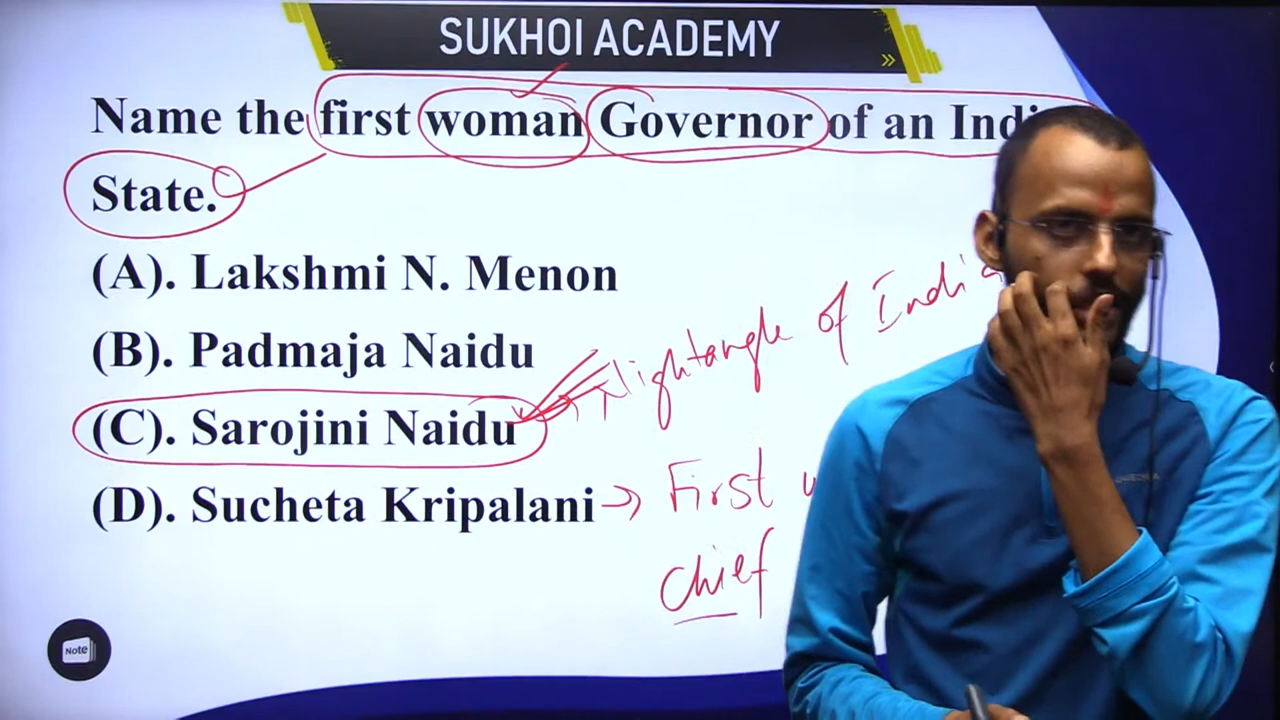 SUKHOI ACADEMY
Name the first woman Governor of an Indi
State.
(A). Lakshmi N. Menon
(B). Padmaja Naidu
Nightangle of India
(C). Sarojini Naidu
(D). Sucheta Kripalani → First w
chief
Note